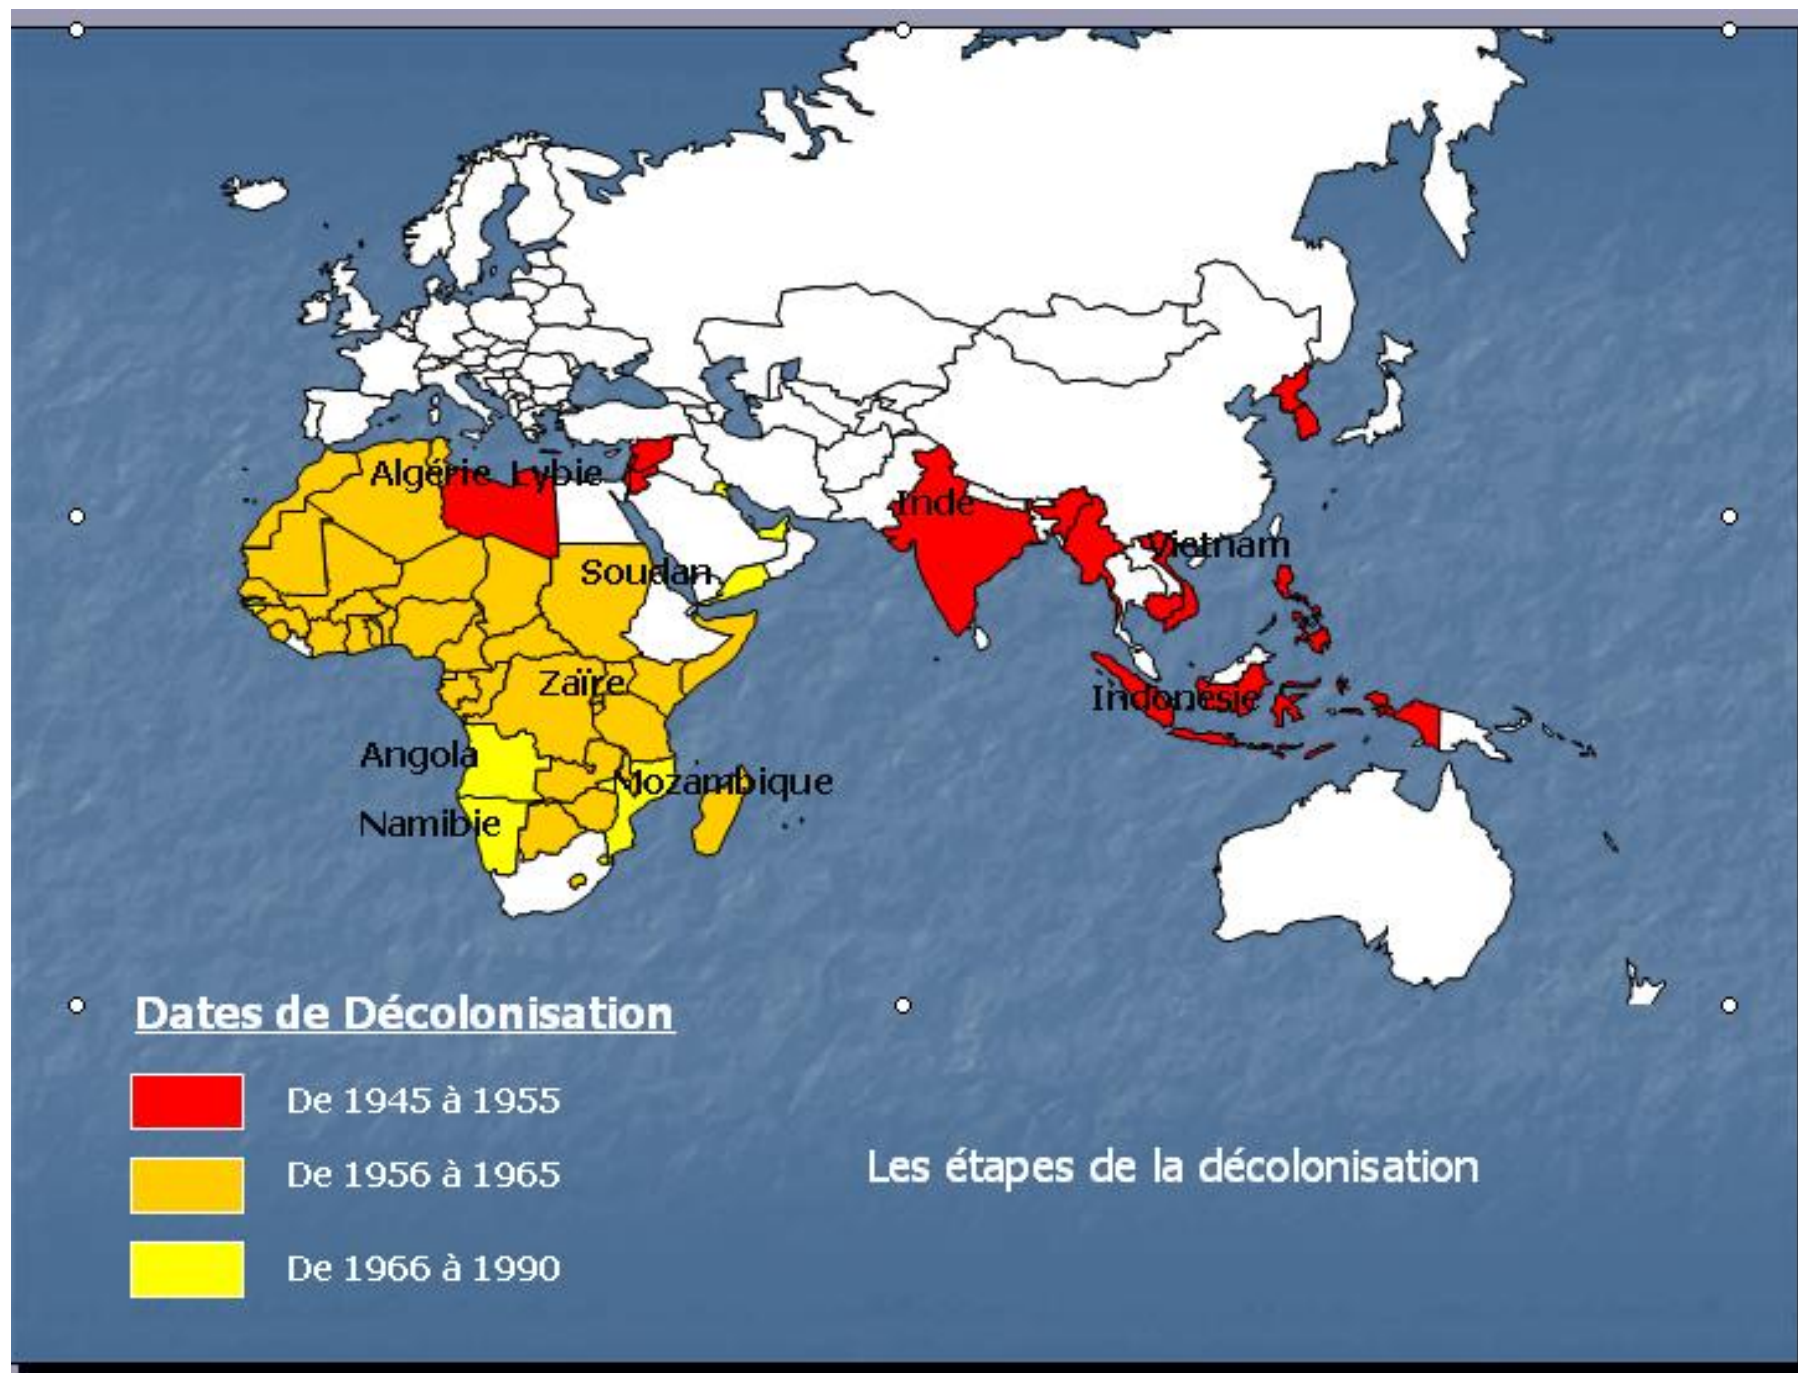 Algérie Lybie
Inde
Vietnam
Soudan
Zaïre
Indonesie
Angola
Mozambique
Namibie
Dates de Décolonisation
De 1945 à 1955
De 1956 à 1965
Les étapes de la décolonisation
De 1966 à 1990